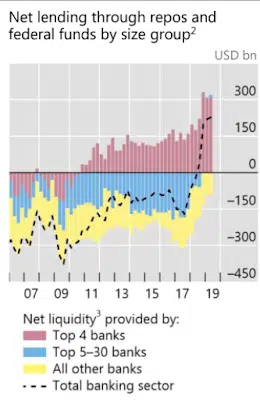 Net lending through repos and
federal funds by size group2
USD bn
300
150
0
–150
–300
–450
07 09 11 13 15 17 19
Net liquidity3 provided by:
Top 4 banks
Top 5–30 banks
All other banks
Total banking sector